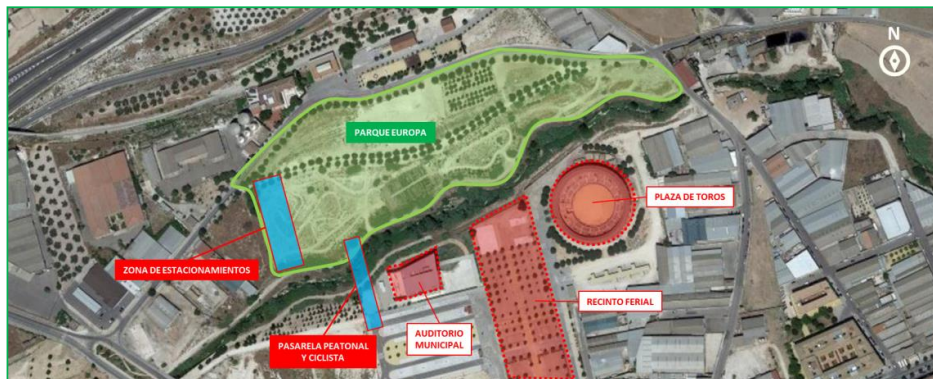 N
PARQUE EUROPA
PLAZA DE TOROS
ZONA DE ESTACIONAMIENTOS
RECINTO FERIAL
PASARELA PEATONAL
Y CICLISTA
AUDITORIO
MUNICIPAL